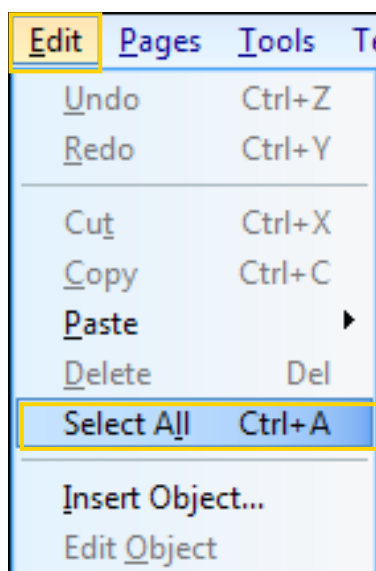 Edit Pages Tools
Undo Ctrl+Z
Redo Ctrl+Y
Cut Ctrl+X
Copy Ctrl+C
Paste
Delete Del
Select All Ctrl+A
Insert Object...
Edit Object